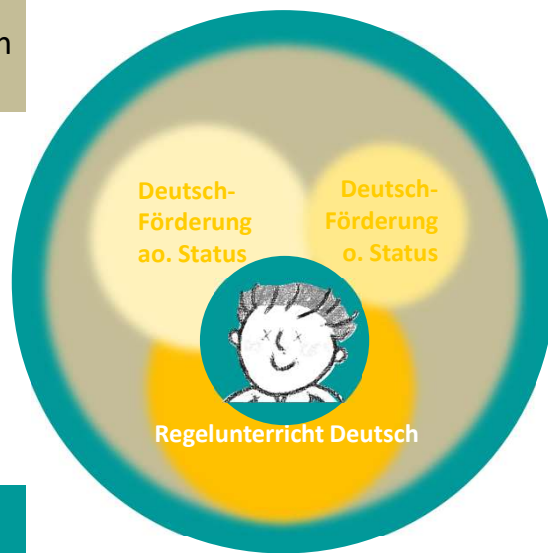 Deutsch-
Förderung
ao. Status
Deutsch-
Förderung
o. Status
Regelunterricht Deutsch